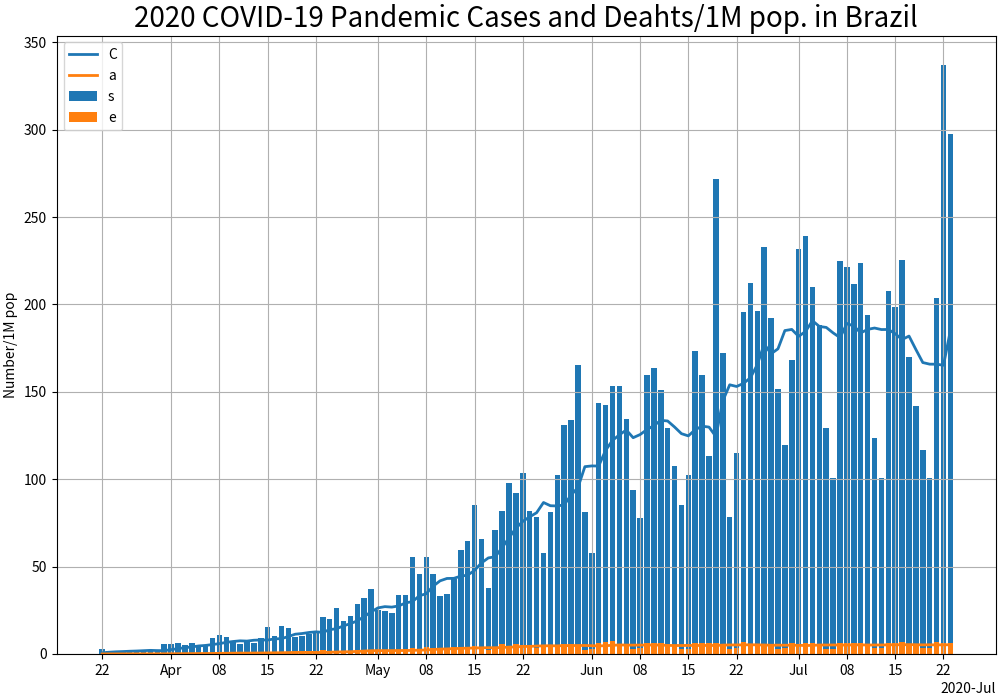 2020 COVID-19 Pandemic Cases and Deahts/1M pop. in Brazil
350
300
250
200
150
100
50
0
Number/1M pop
C
a
s
e
22 Apr 08 15 22 May 08 15 22 Jun 08 15 22 Jul 08 15 22
2020-Jul